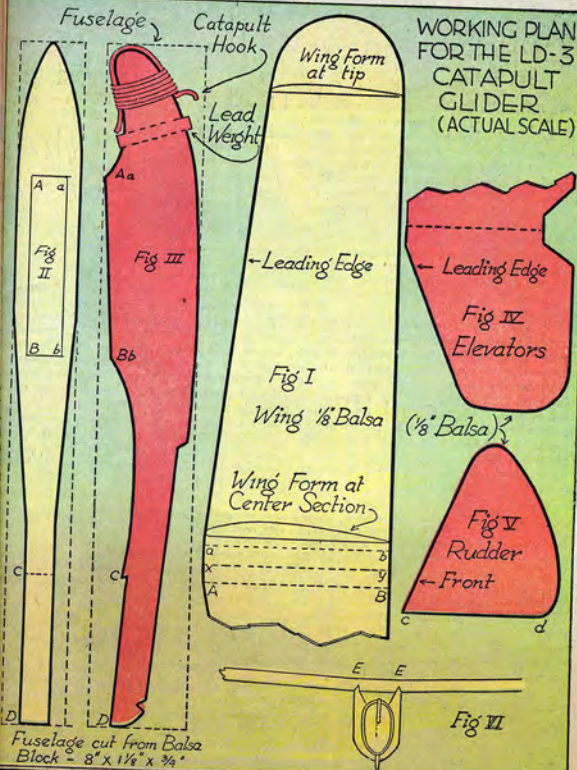 WORKING PLAN
FOR THE LD-3
CATAPULT
GLIDER
(ACTUAL SCALE)
Fuselage
Catapult
Hook
Lead
Weight
Wing Form
at tip
A a
Fig
II
B b
C
D
Aa
Fig III
Bb
C
D
Leading Edge
Fig I
Wing 1/8" Balsa
Wing Form at
Center Section
a b
x y
A B
Leading Edge
Fig IV
Elevators
(1/8" Balsa)
Fig V
Rudder
Front
c d
E E
Fig VI
Fuselage cut from Balsa
Block - 8" X 1 1/8" X 3/4"